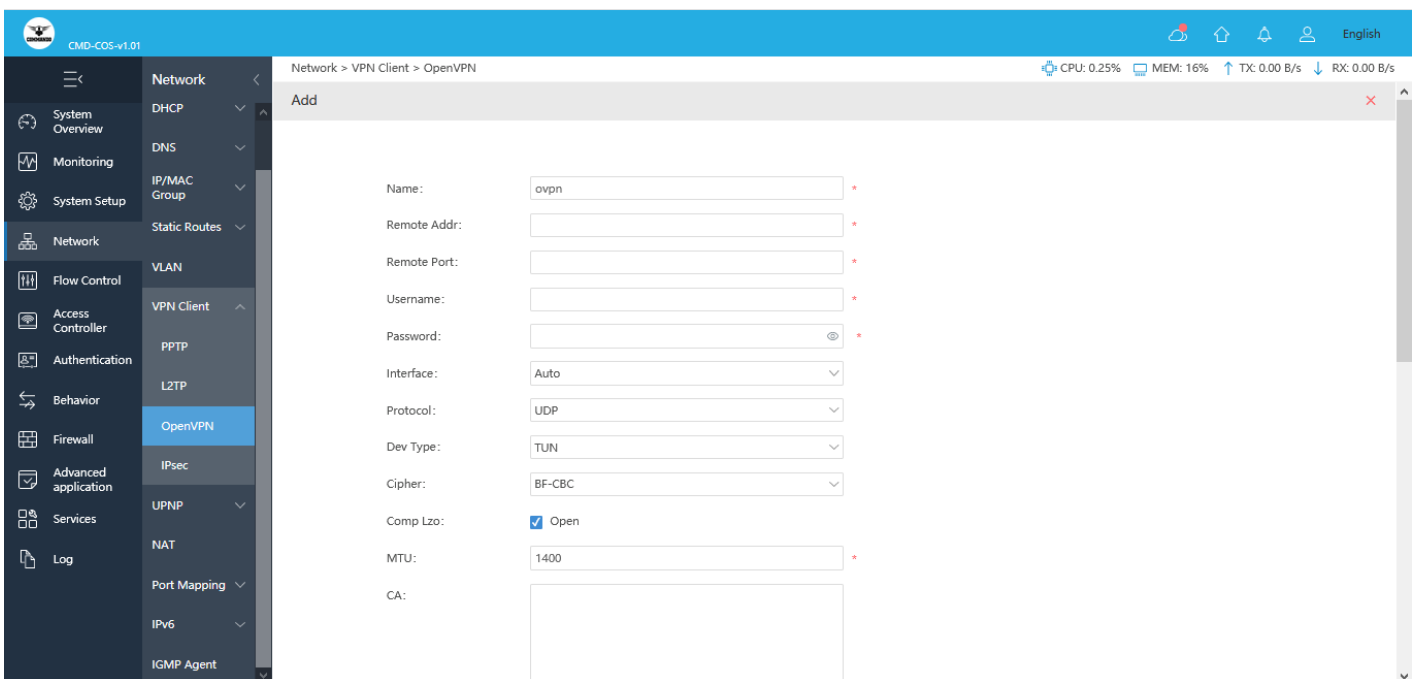 COMMANDO
CMD-COS-v1.01
English
Network > VPN Client > OpenVPN
CPU: 0.25%
MEM: 16%
TX: 0.00 B/s
RX: 0.00 B/s
System
Overview
Monitoring
System Setup
Network
Flow Control
Access
Controller
Authentication
Behavior
Firewall
Advanced
application
Services
Log
Network
DHCP
DNS
IP/MAC
Group
Static Routes
VLAN
VPN Client
PPTP
L2TP
OpenVPN
IPsec
UPNP
NAT
Port Mapping
IPv6
IGMP Agent
Add
Name: ovpn *
Remote Addr: *
Remote Port: *
Username: *
Password: *
Interface: Auto
Protocol: UDP
Dev Type: TUN
Cipher: BF-CBC
Comp Lzo: Open
MTU: 1400 *
CA: